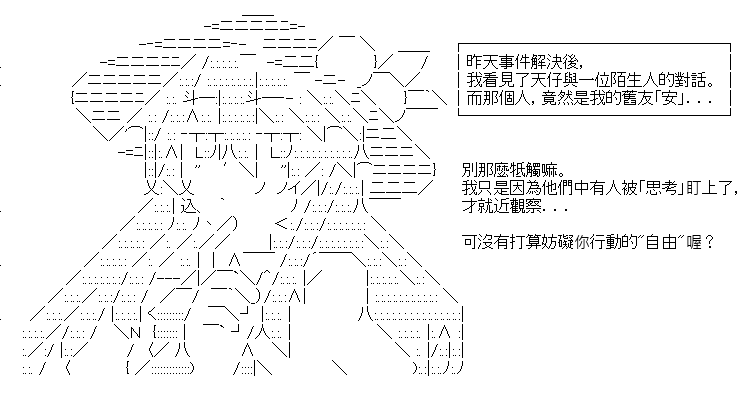 昨天事件解決後，
我看見了天仔與一位陌生人的對話。
而那個人，竟然是我的舊友「安」．．．
別那麼牴觸嘛。
我只是因為他們中有人被「思考」盯上了，
才就近觀察．．．
可沒有打算妨礙你行動的"自由"喔？